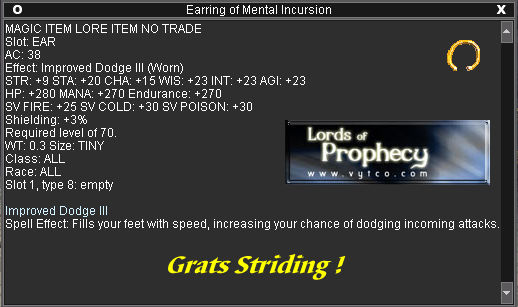 O Earring of Mental Incursion X
MAGIC ITEM LORE ITEM NO TRADE
Slot: EAR
AC: 38
Effect: Improved Dodge III (Worn)
STR: +9 STA: +20 CHA: +15 WIS: +23 INT: +23 AGI: +23
HP: +280 MANA: +270 Endurance: +270
SV FIRE: +25 SV COLD: +30 SV POISON: +30
Shielding: +3%
Required level of 70.
WT: 0.3 Size: TINY
Class: ALL
Race: ALL
Slot 1, type 8: empty
Lords of
Prophecy
www.vytco.com
Improved Dodge III
Spell Effect: Fills your feet with speed, increasing your chance of dodging incoming attacks.
Grats Striding !